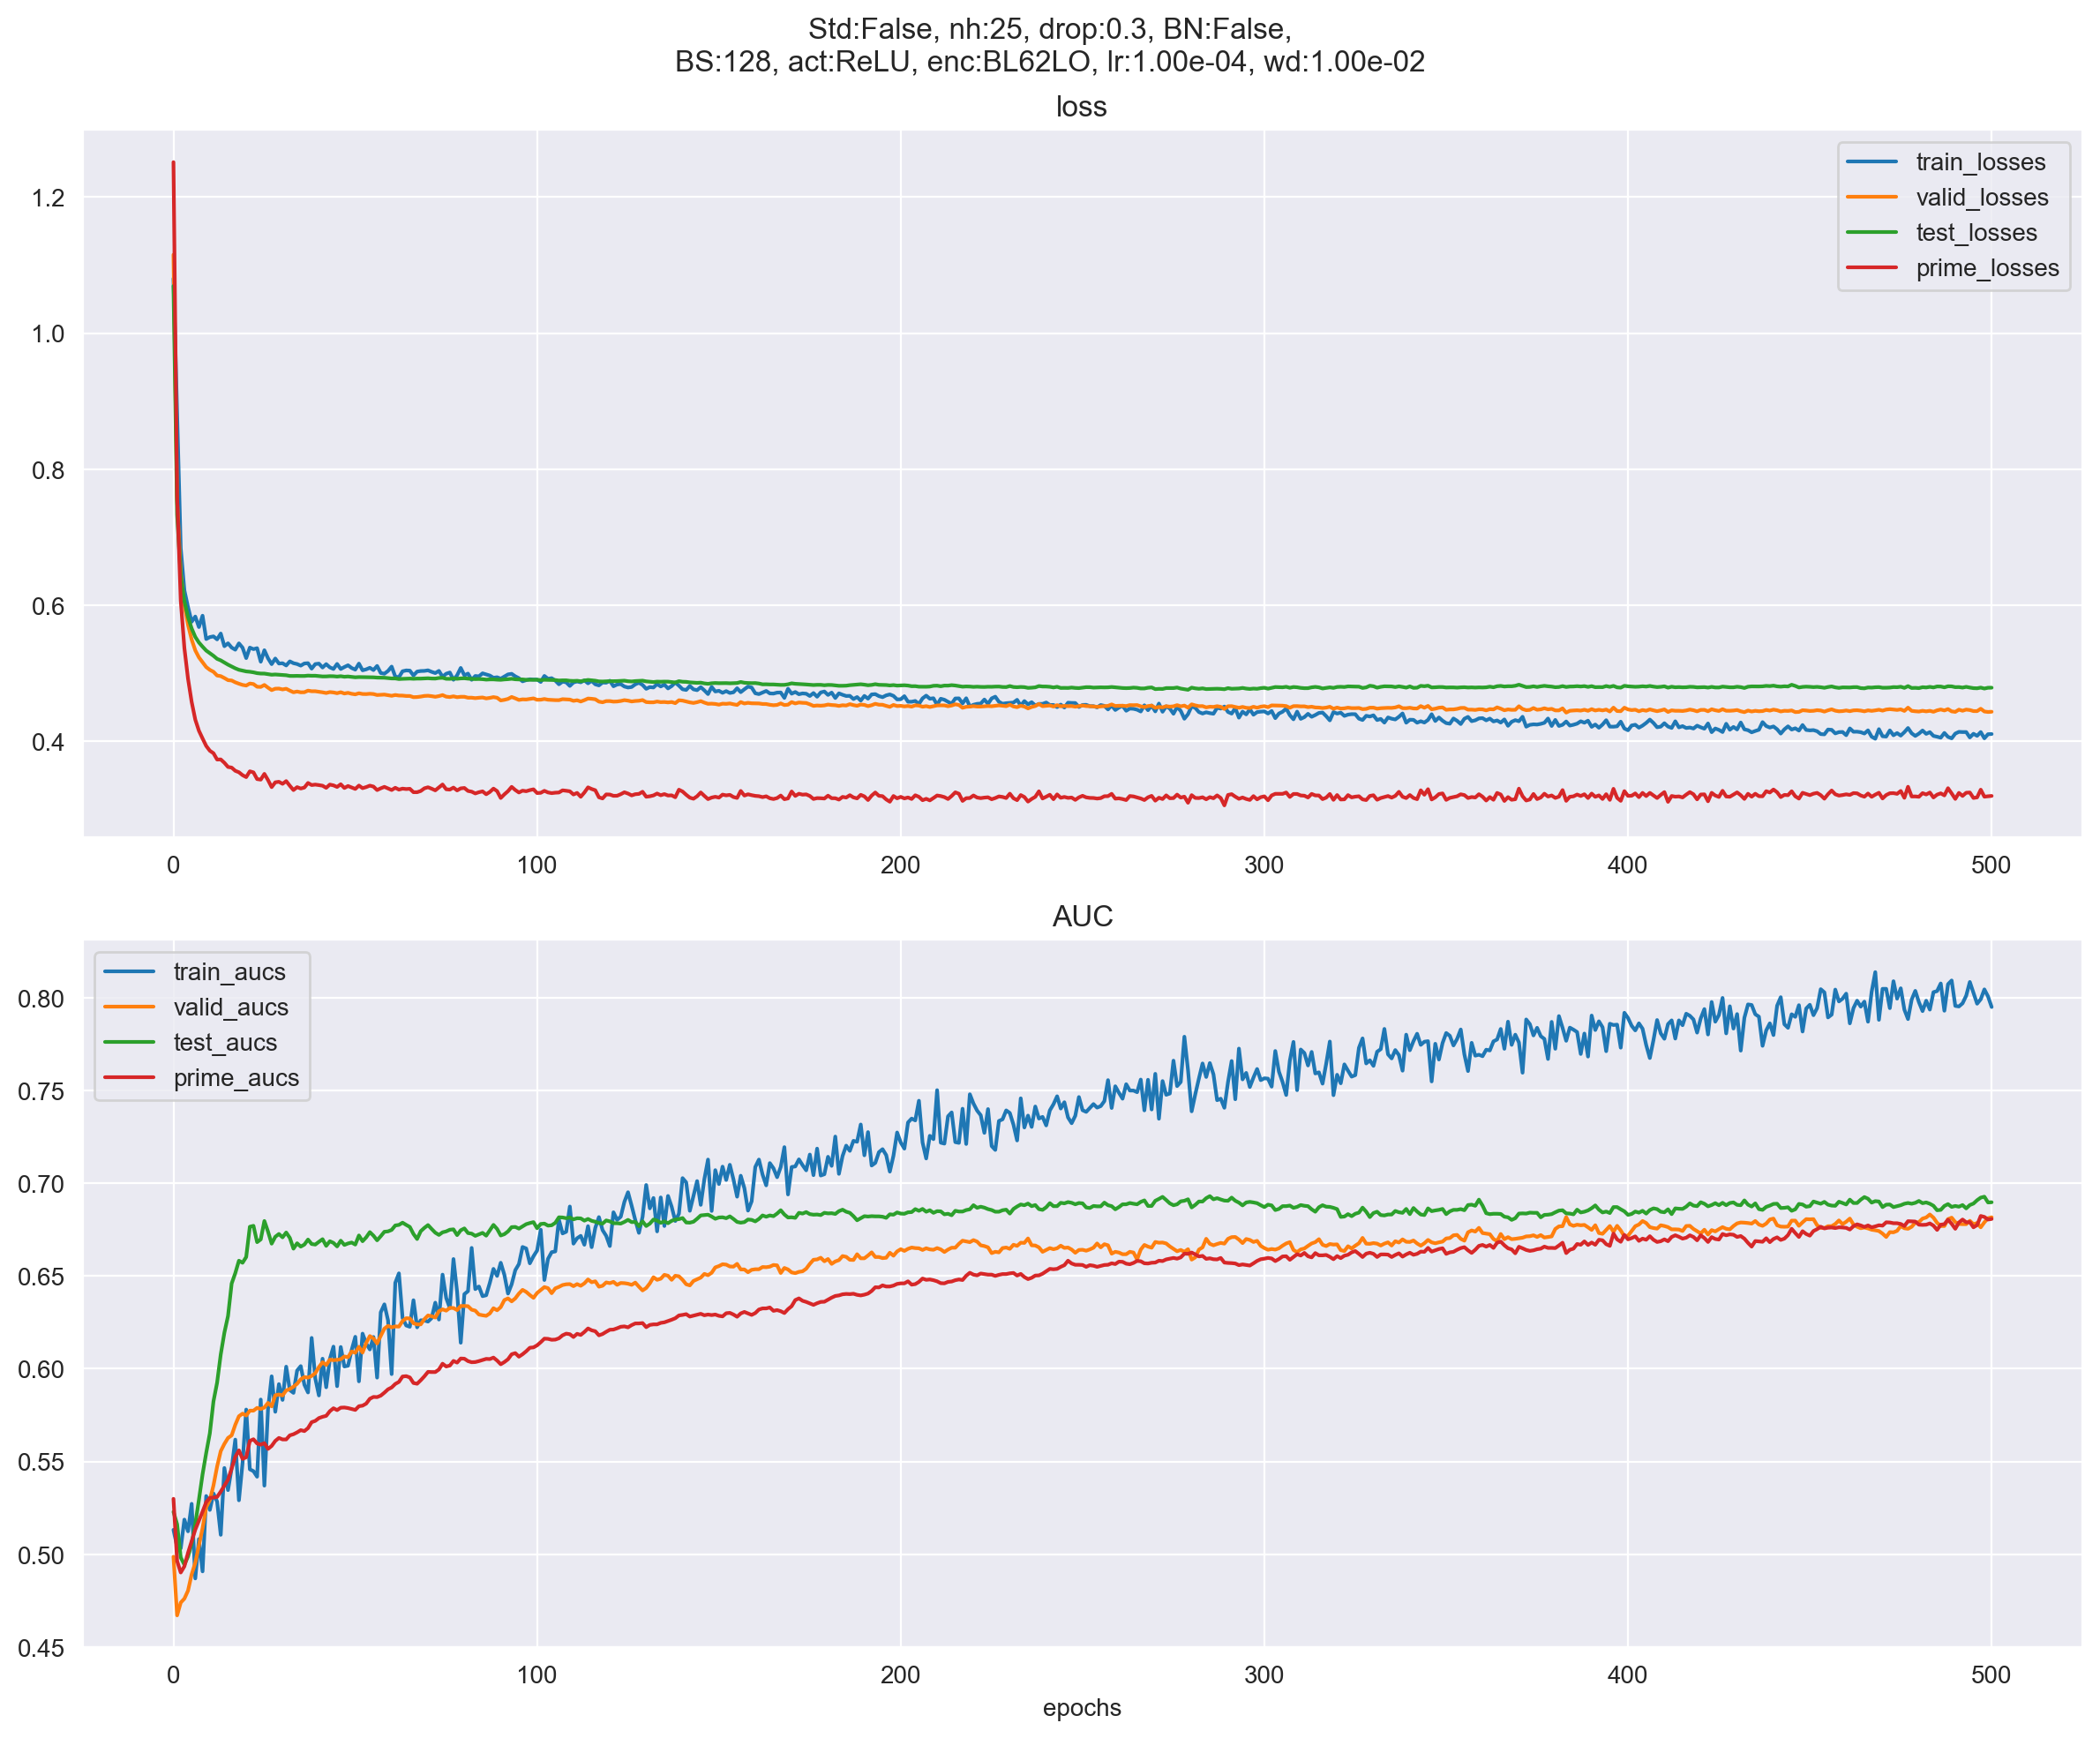 Std:False, nh:25, drop:0.3, BN:False,
BS:128, act:ReLU, enc:BL62LO, lr:1.00e-04, wd:1.00e-02
loss
1.2
1.0
0.8
0.6
0.4
train_losses
valid_losses
test_losses
prime_losses
0 100 200 300 400 500
AUC
0.80
0.75
0.70
0.65
0.60
0.55
0.50
0.45
train_aucs
valid_aucs
test_aucs
prime_aucs
0 100 200 300 400 500
epochs